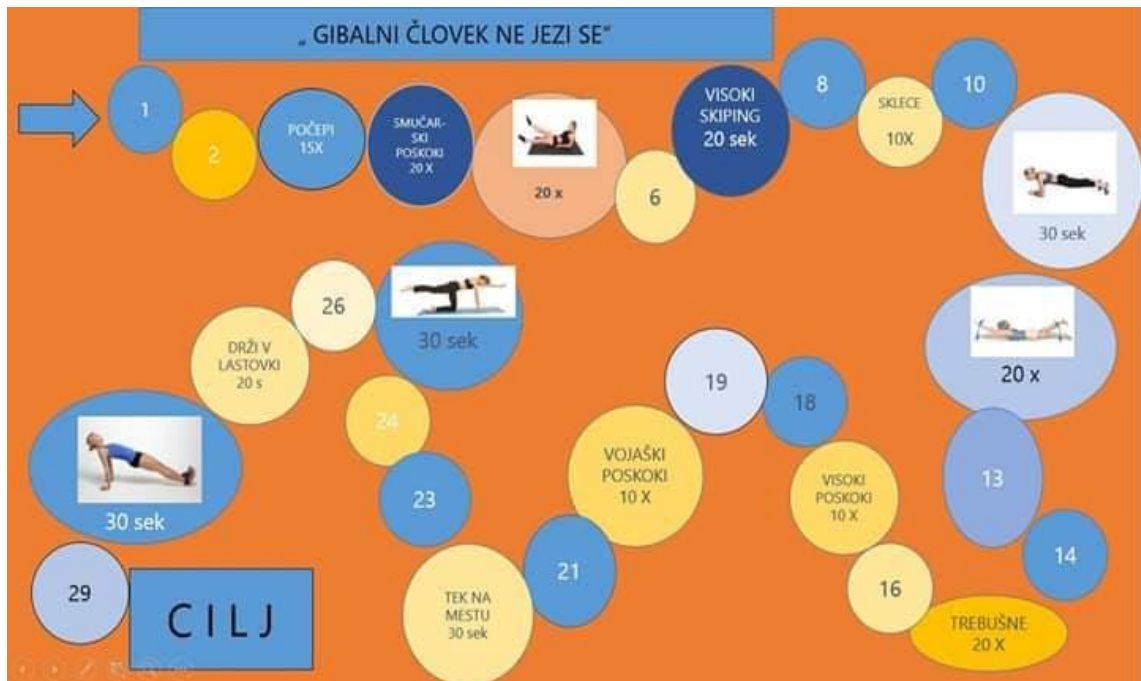 „ GIBALNI ČLOVEK NE JEZI SE“
1
2
POČEPI
15X
SMUČAR-
SKI
POSKOKI
20 X
20 x
6
VISOKI
SKIPING
20 sek
8
SKLECE
10X
10
30 sek
20 x
13
14
TREBUŠNE
20 X
16
VISOKI
POSKOKI
10 X
18
19
VOJAŠKI
POSKOKI
10 X
21
TEK NA
MESTU
30 sek
23
24
30 sek
26
DRŽI V
LASTOVKI
20 s
30 sek
29
CILJ